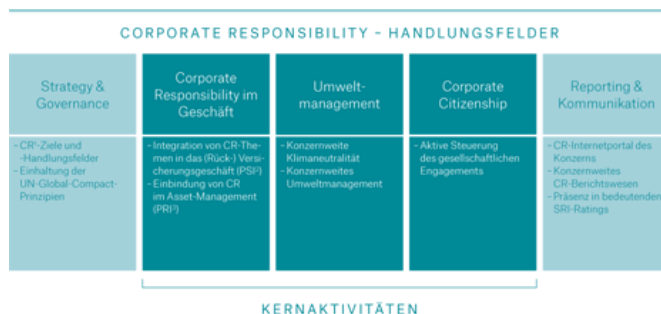 CORPORATE RESPONSIBILITY – HANDLUNGSFELDER
Strategy &
Governance
– CR¹-Ziele und
-Handlungsfelder
– Einhaltung der
UN-Global-Compact-
Prinzipien
Corporate
Responsibility im
Geschäft
– Integration von CR-The-
men in das (Rück-) Versi-
cherungsgeschäft (PSI²)
– Einbindung von CR
im Asset-Management
(PRI³)
Umwelt-
management
– Konzernweite
Klimaneutralität
– Konzernweites
Umweltmanagement
Corporate
Citizenship
– Aktive Steuerung
des gesellschaftlichen
Engagements
Reporting &
Kommunikation
– CR-Internetportal des
Konzerns
– Konzernweites
CR-Berichtswesen
– Präsenz in bedeutenden
SRI-Ratings
KERNAKTIVITÄTEN